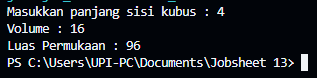 Masukkan panjang sisi kubus : 4
Volume : 16
Luas Permukaan : 96
PS C:\Users\UPI-PC\Documents\Jobsheet 13>